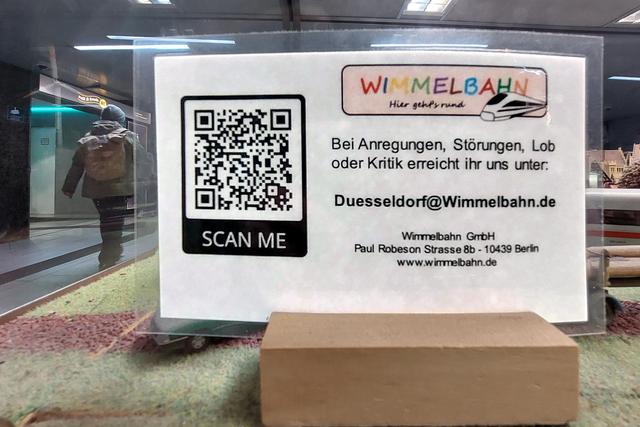 WIMMELBAHN
Hier geht's rund
Bei Anregungen, Störungen, Lob
oder Kritik erreicht ihr uns unter:
Duesseldorf@Wimmelbahn.de
SCAN ME
Wimmelbahn GmbH
Paul Robeson Strasse 8b - 10439 Berlin
www.wimmelbahn.de